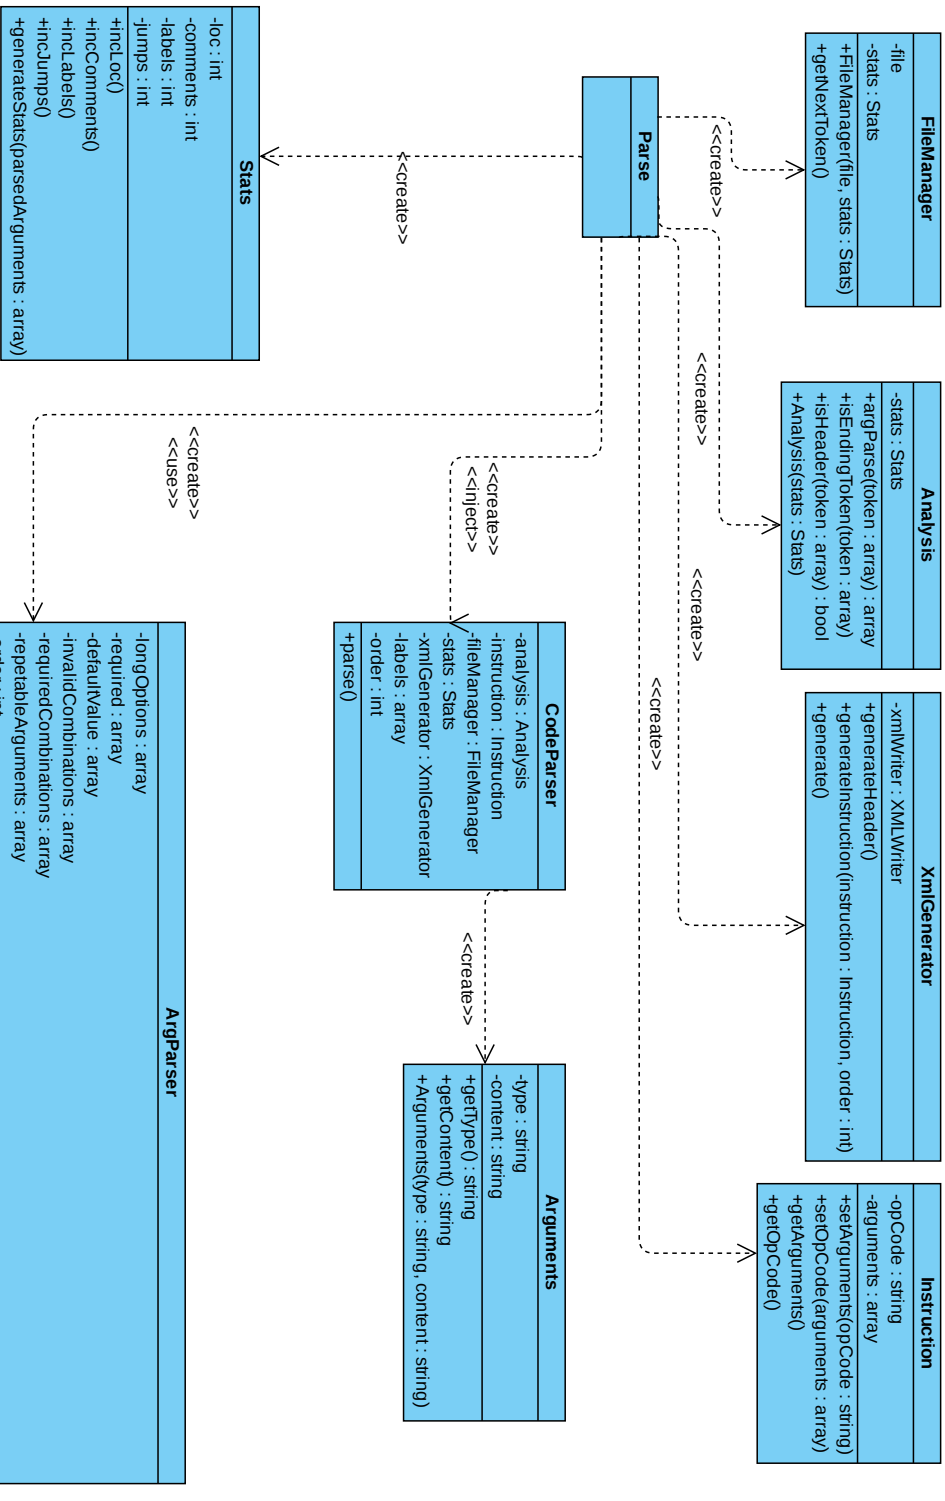 FileManager
-file
-stats : Stats
+FileManager(file, stats : Stats)
+getNextToken()
Analysis
-stats : Stats
+argParse(token : array) : array
+isEndingToken(token : array)
+isHeader(token : array) : bool
+Analysis(stats : Stats)
XmlGenerator
-xmlWriter : XMLWriter
+generateHeader()
+generateInstruction(instruction : Instruction, order : int)
+generate()
Instruction
-opCode : string
-arguments : array
+setArguments(opCode : string)
+setOpCode(arguments : array)
+getArguments()
+getOpCode()
<<create>>
<<create>>
<<create>>
<<create>>
Parse
<<create>>
CodeParser
-analysis : Analysis
-instruction : Instruction
-fileManager : FileManager
-stats : Stats
-xmlGenerator : XmlGenerator
-labels : array
-order : int
+parse()
<<create>>
<<inject>>
<<create>>
Arguments
-type : string
-content : string
+getType() : string
+getContent() : string
+Arguments(type : string, content : string)
Stats
-loc : int
-comments : int
-labels : int
-jumps : int
+incLoc()
+incComments()
+incLabels()
+incJumps()
+generateStats(parsedArguments : array)
<<create>>
<<use>>
ArgParser
-longOptions : array
-required : array
-defaultValue : array
-invalidCombinations : array
-requiredCombinations : array
-repetableArguments : array